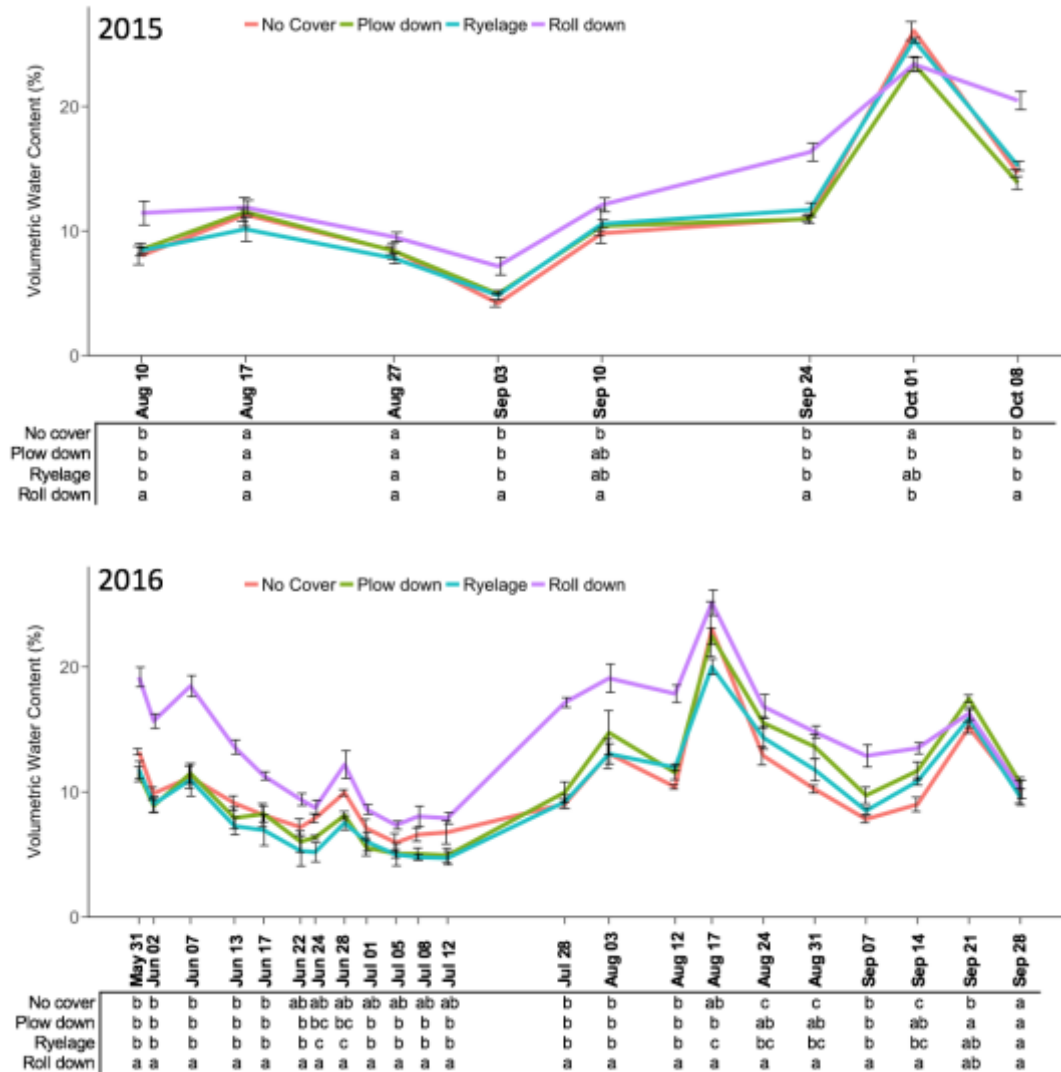 2015
No Cover Plow down Ryelage Roll down
Volumetric Water Content (%)
20
10
0
Aug 10 Aug 17 Aug 27 Sep 03 Sep 10 Sep 24 Oct 01 Oct 08
No cover b a a b b b a b
Plow down b a a b ab b b b
Ryelage b a a b ab b ab b
Roll down a a a a a a b a
2016
No Cover Plow down Ryelage Roll down
Volumetric Water Content (%)
20
10
0
May 31 Jun 02 Jun 07 Jun 13 Jun 17 Jun 22 Jun 24 Jun 28 Jul 01 Jul 05 Jul 08 Jul 12 Jul 28 Aug 03 Aug 12 Aug 17 Aug 24 Aug 31 Sep 07 Sep 14 Sep 21 Sep 28
No cover b b b b b ab ab ab ab ab ab ab b b b ab c c b c b a
Plow down b b b b b b bc bc b b b b b b b b ab ab b ab a a
Ryelage b b b b b b c c b b b b b b b c bc bc b bc ab a
Roll down a a a a a a a a a a a a a a a a a a a a ab a